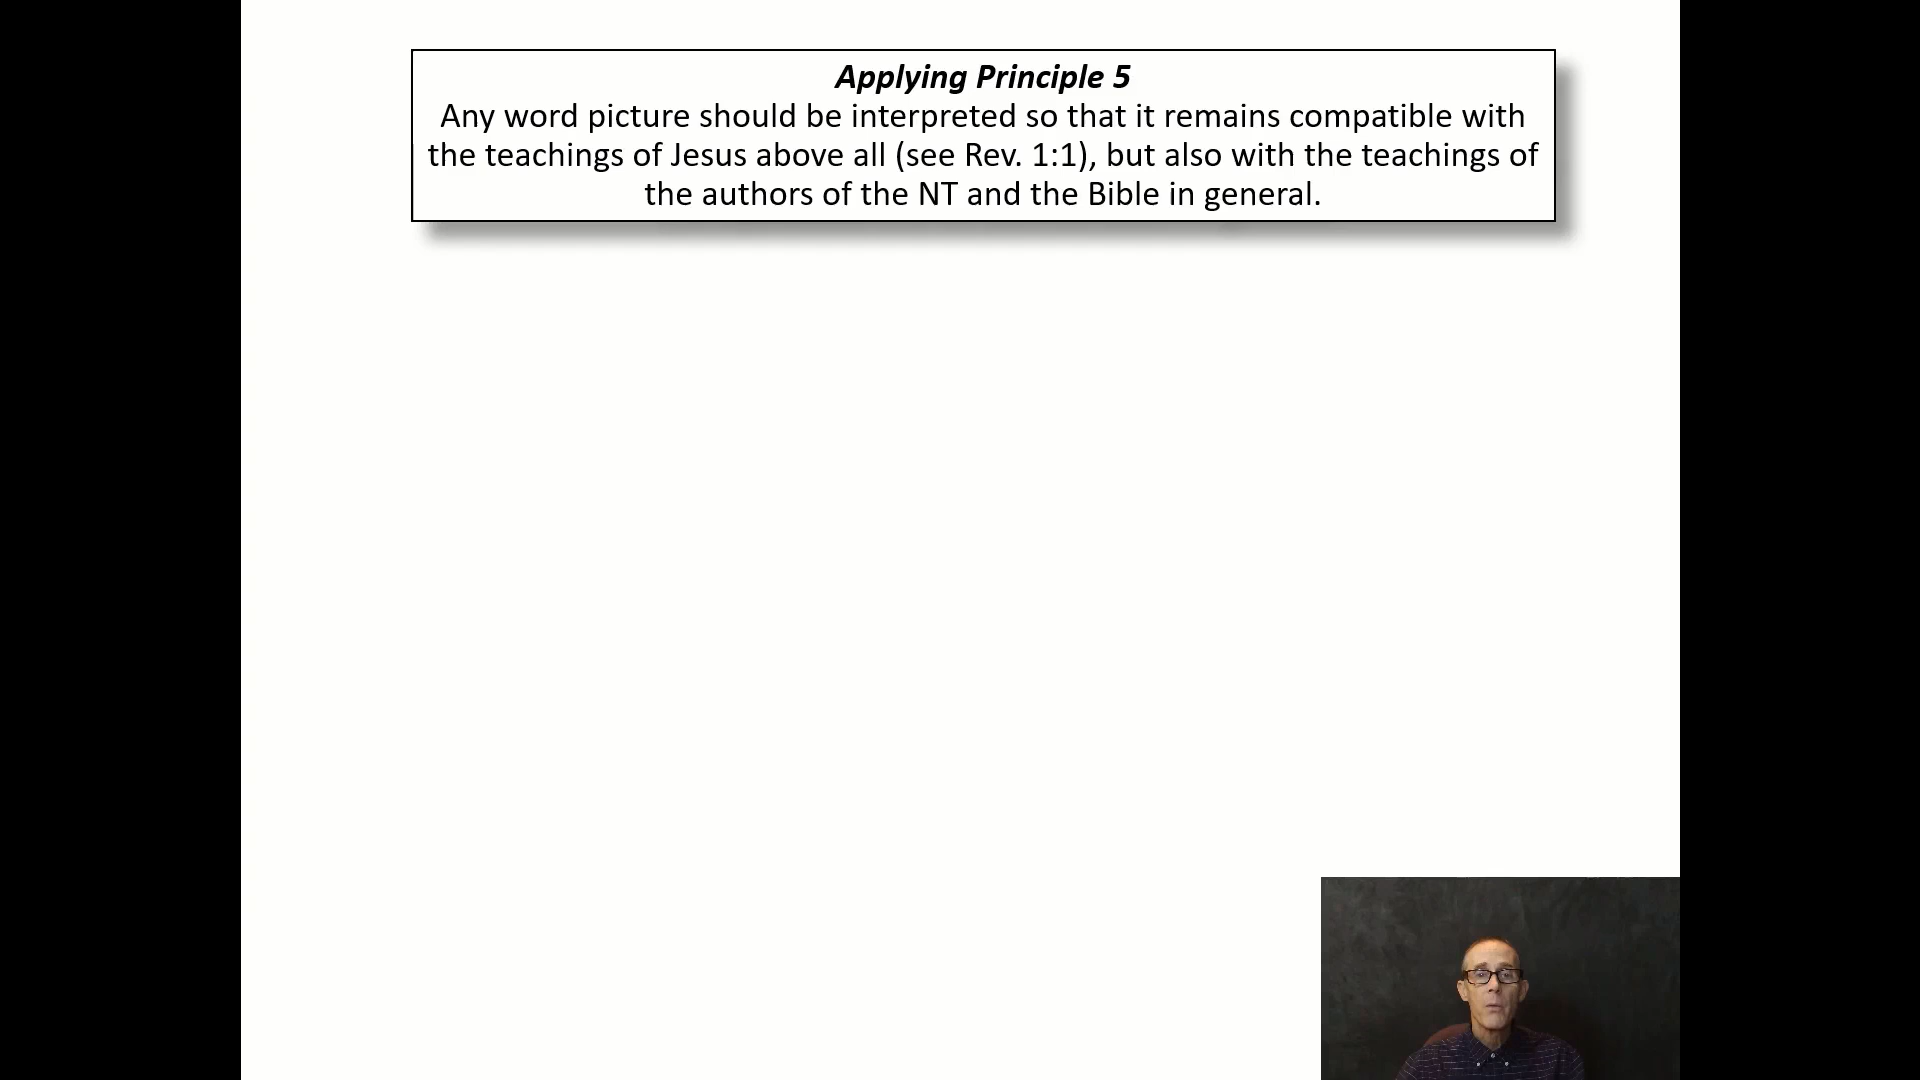 Applying Principle 5
Any word picture should be interpreted so that it remains compatible with
the teachings of Jesus above all (see Rev. 1:1), but also with the teachings of
the authors of the NT and the Bible in general.